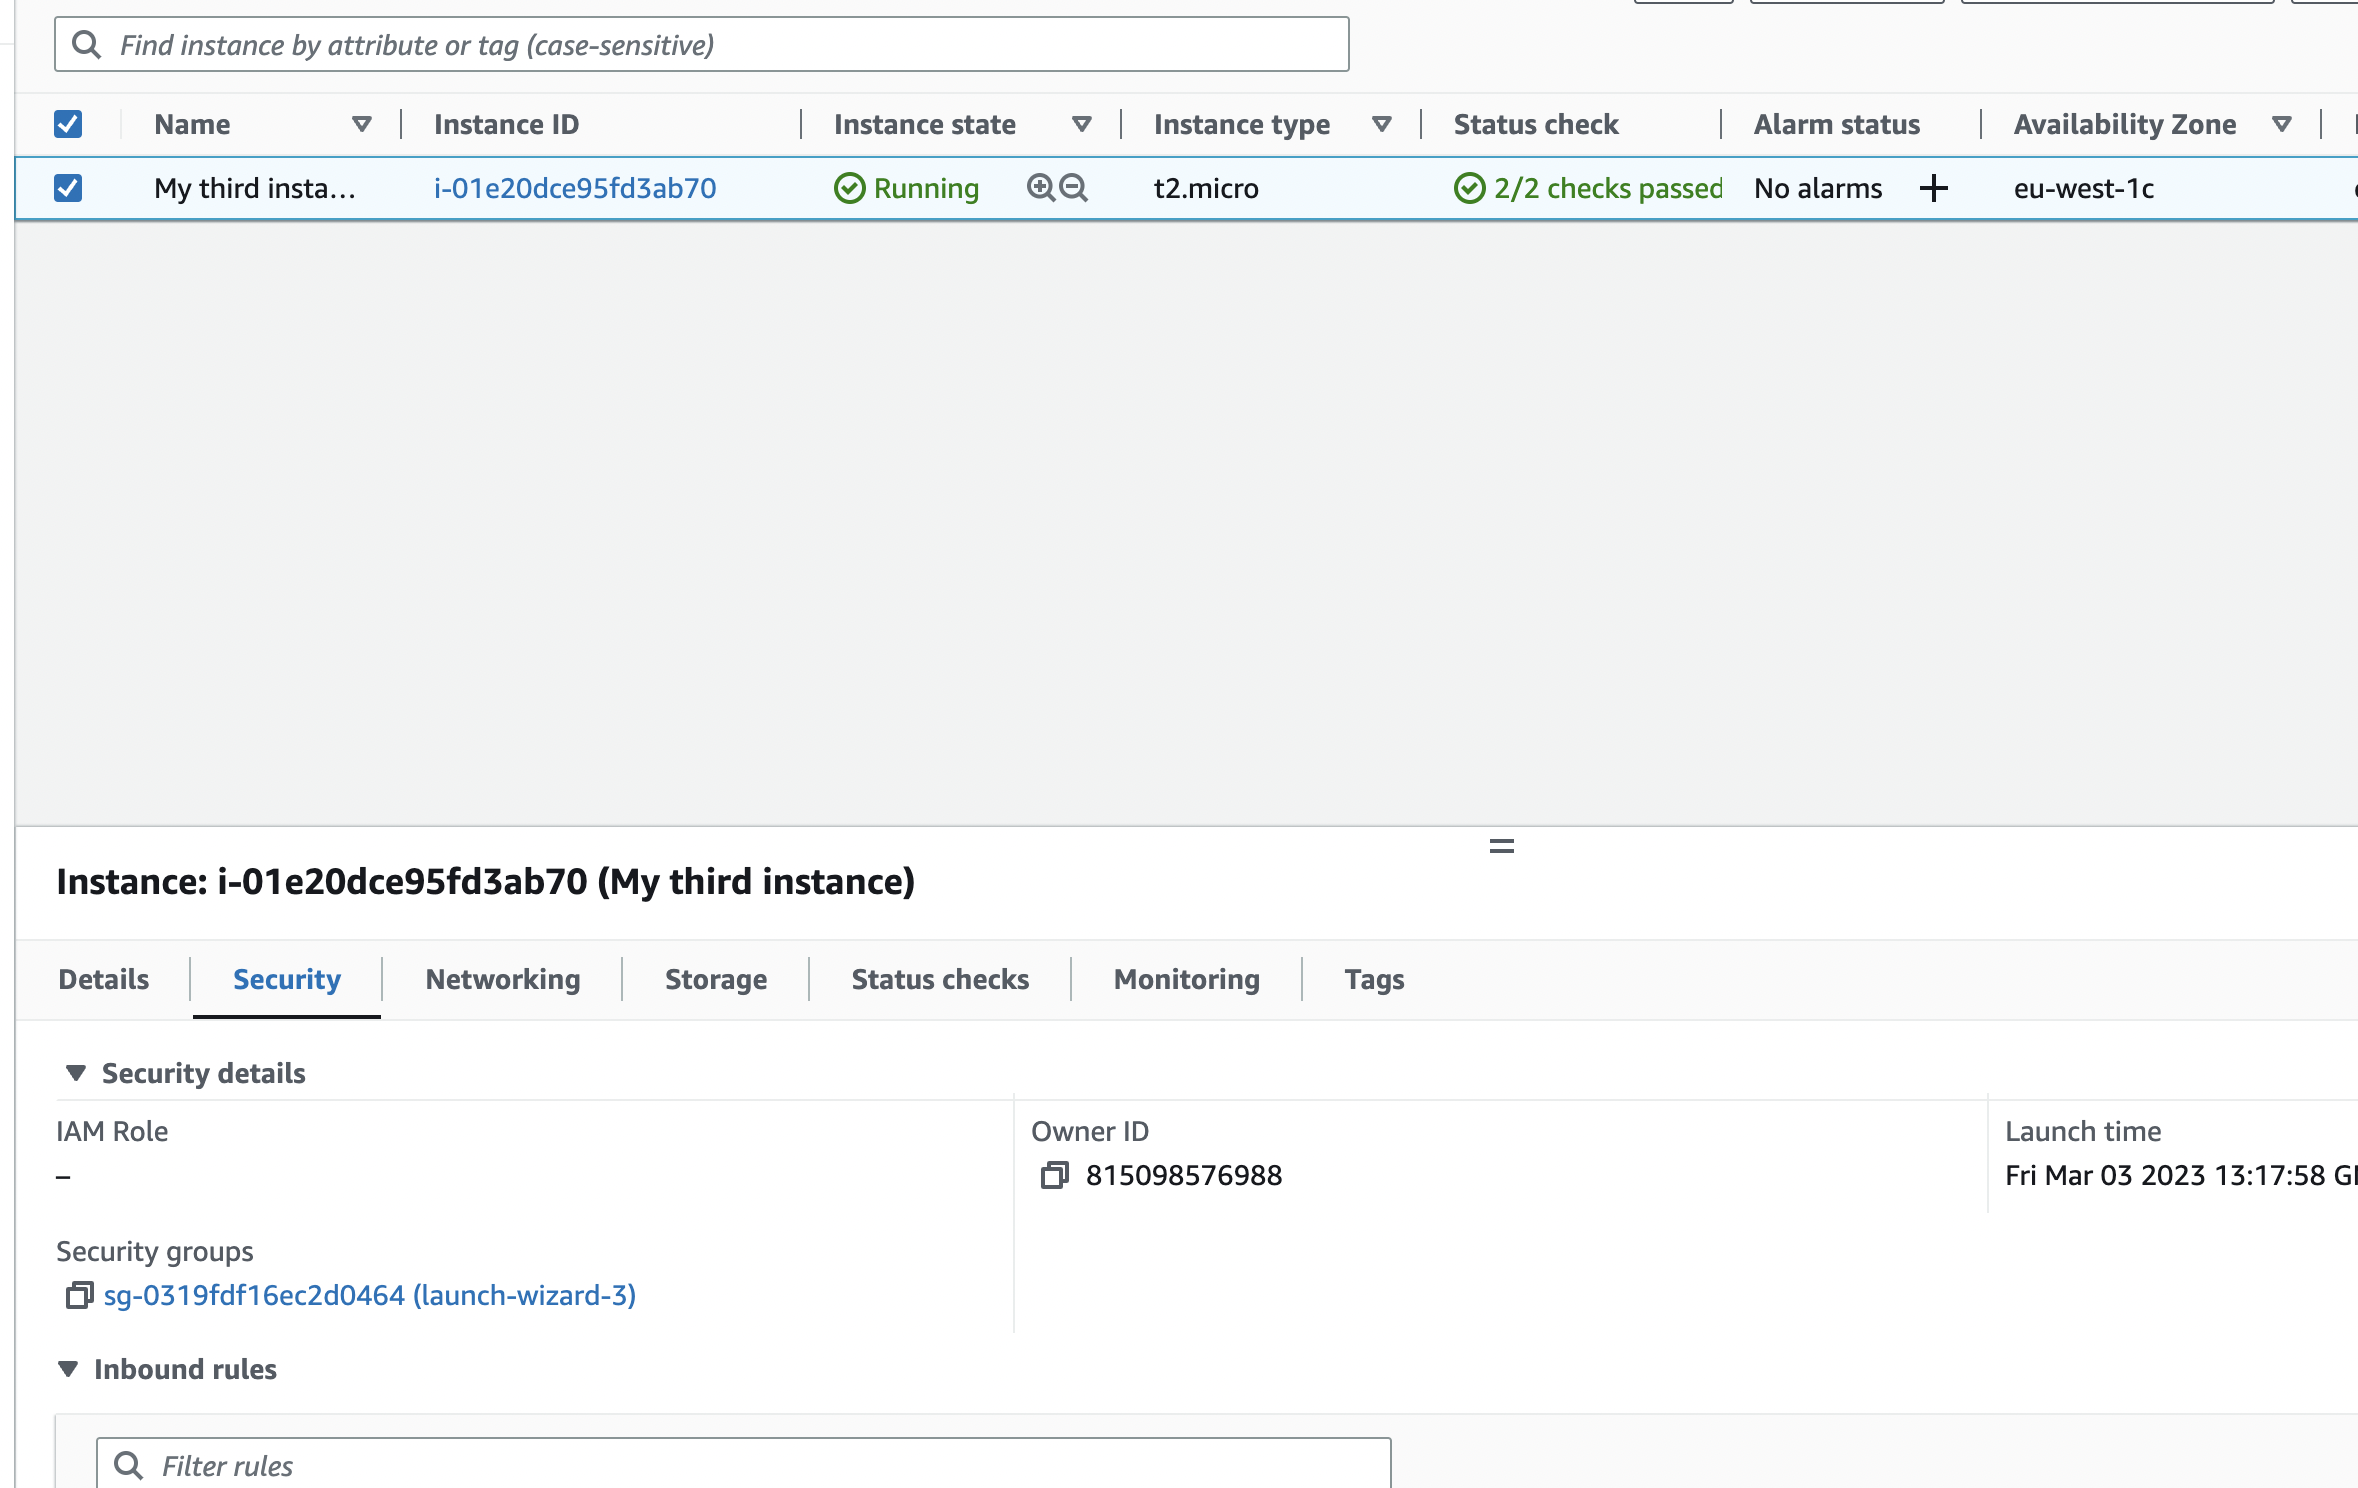 Find instance by attribute or tag (case-sensitive)
Name Instance ID Instance state Instance type Status check Alarm status Availability Zone
My third insta... i-01e20dce95fd3ab70 Running t2.micro 2/2 checks passed No alarms + eu-west-1c
Instance: i-01e20dce95fd3ab70 (My third instance)
Details Security Networking Storage Status checks Monitoring Tags
Security details
IAM Role Owner ID Launch time
– 815098576988 Fri Mar 03 2023 13:17:58
Security groups
sg-0319fdf16ec2d0464 (launch-wizard-3)
Inbound rules
Filter rules